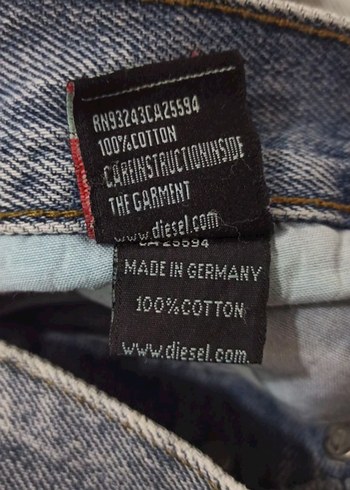 RN93243CA25594
100%COTTON
CAREINSTRUCTIONINSIDE
THE GARMENT
www.diesel.com
CA 25594
MADE IN GERMANY
100%COTTON
www.diesel.com